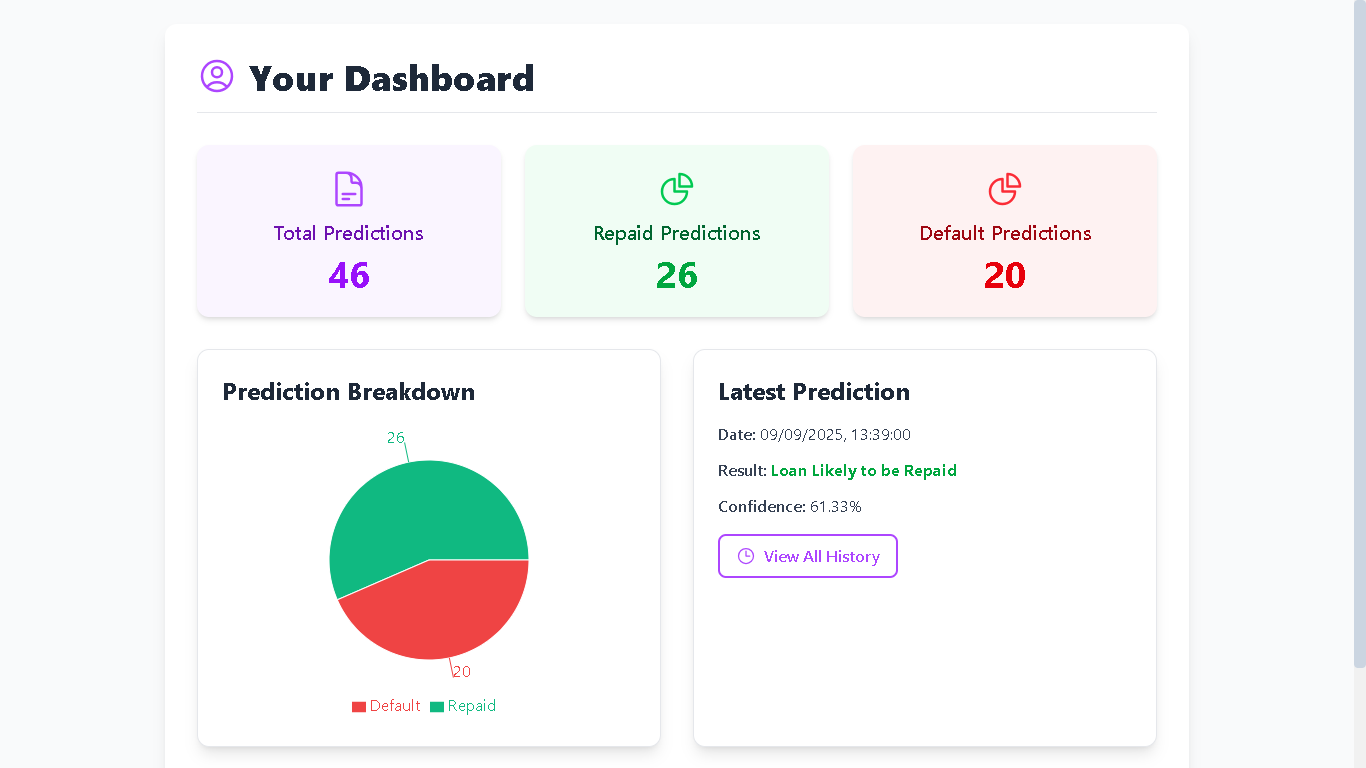 Your Dashboard
Total Predictions
46
Repaid Predictions
26
Default Predictions
20
Prediction Breakdown
26
20
Default Repaid
Latest Prediction
Date: 09/09/2025, 13:39:00
Result: Loan Likely to be Repaid
Confidence: 61.33%
View All History